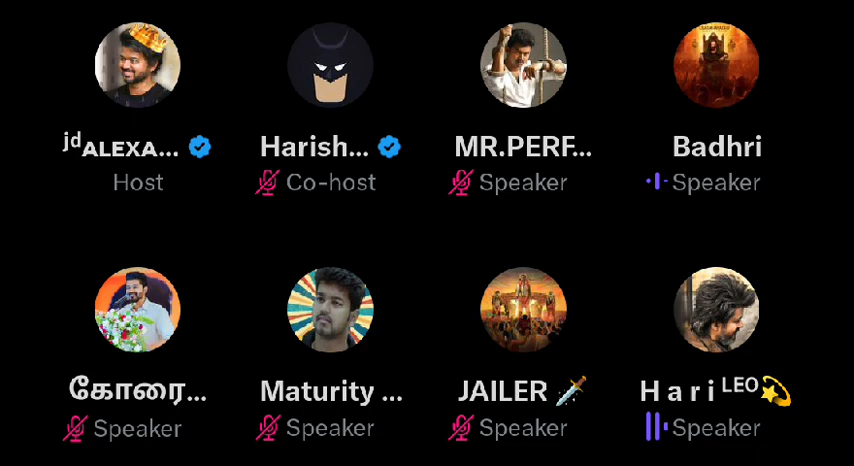 jdALEXA... Harish... MR.PERF... Badhri
Host Co-host Speaker Speaker
கோரை... Maturity ... JAILER 🗡️ H a r i LEO💫
Speaker Speaker Speaker Speaker